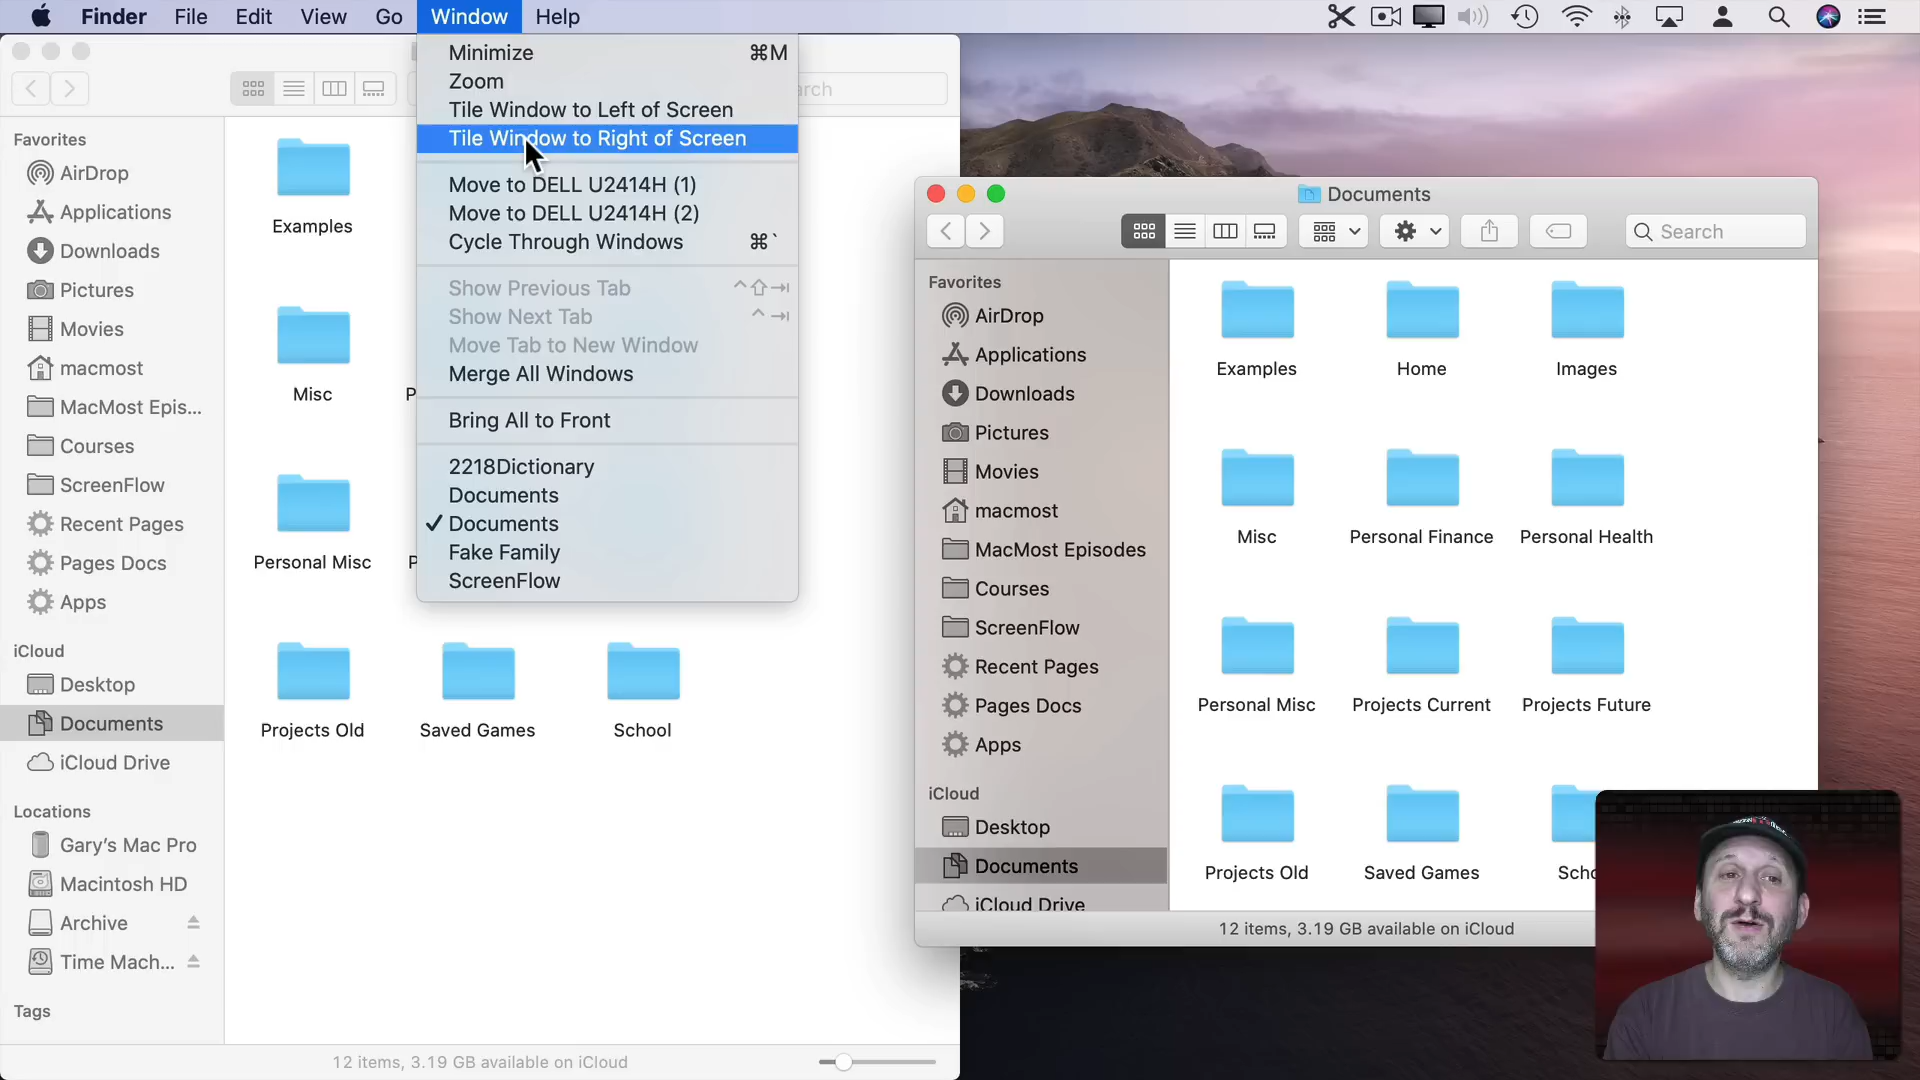 Finder File Edit View Go Window Help
Minimize ⌘M
Zoom
Tile Window to Left of Screen
Tile Window to Right of Screen
Move to DELL U2414H (1)
Move to DELL U2414H (2)
Cycle Through Windows ⌘`
Show Previous Tab ^⇧⇥
Show Next Tab ^⇥
Move Tab to New Window
Merge All Windows
Bring All to Front
2218Dictionary
Documents
✓ Documents
Fake Family
ScreenFlow
Favorites
AirDrop
Applications
Downloads
Pictures
Movies
macmost
MacMost Epis...
Courses
ScreenFlow
Recent Pages
Pages Docs
Apps
iCloud
Desktop
Documents
iCloud Drive
Locations
Gary's Mac Pro
Macintosh HD
Archive
Time Mach...
Tags
Examples
Misc P
Personal Misc P
Projects Old Saved Games School
12 items, 3.19 GB available on iCloud
Documents
Search
Favorites
AirDrop
Applications
Downloads
Pictures
Movies
macmost
MacMost Episodes
Courses
ScreenFlow
Recent Pages
Pages Docs
Apps
iCloud
Desktop
Documents
iCloud Drive
Examples Home Images
Misc Personal Finance Personal Health
Personal Misc Projects Current Projects Future
Projects Old Saved Games Scho
12 items, 3.19 GB available on iCloud